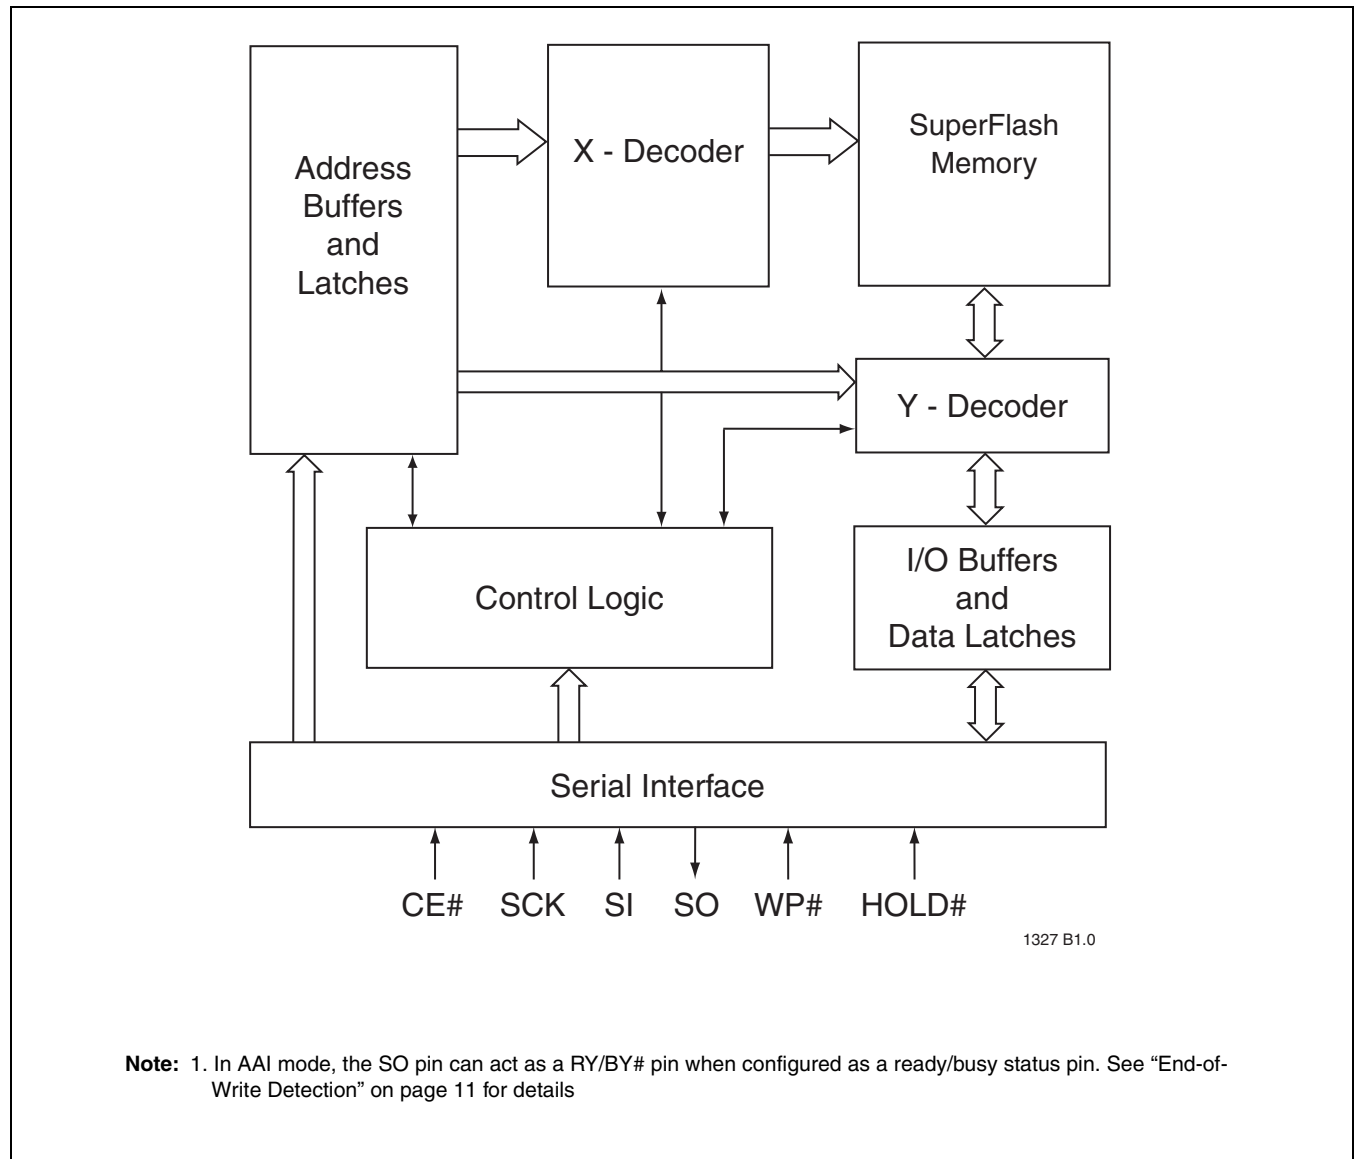 Address
Buffers
and
Latches
X - Decoder
SuperFlash
Memory
Y - Decoder
Control Logic
I/O Buffers
and
Data Latches
Serial Interface
CE# SCK SI SO WP# HOLD#
1327 B1.0
Note: 1. In AAI mode, the SO pin can act as a RY/BY# pin when configured as a ready/busy status pin. See “End-of-
Write Detection” on page 11 for details